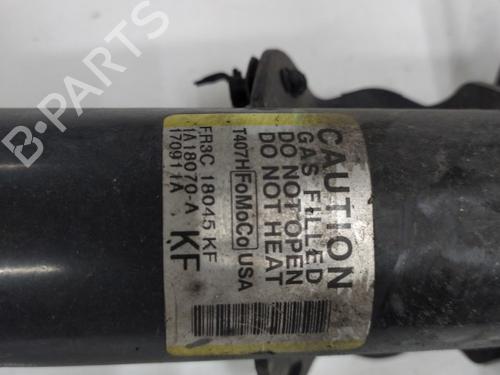 CAUTION
GAS FILLED
DO NOT OPEN
DO NOT HEAT
T407H FoMoCo USA
FR3C 18045 KF
1A18070-A KF
170911A
B-PARTS